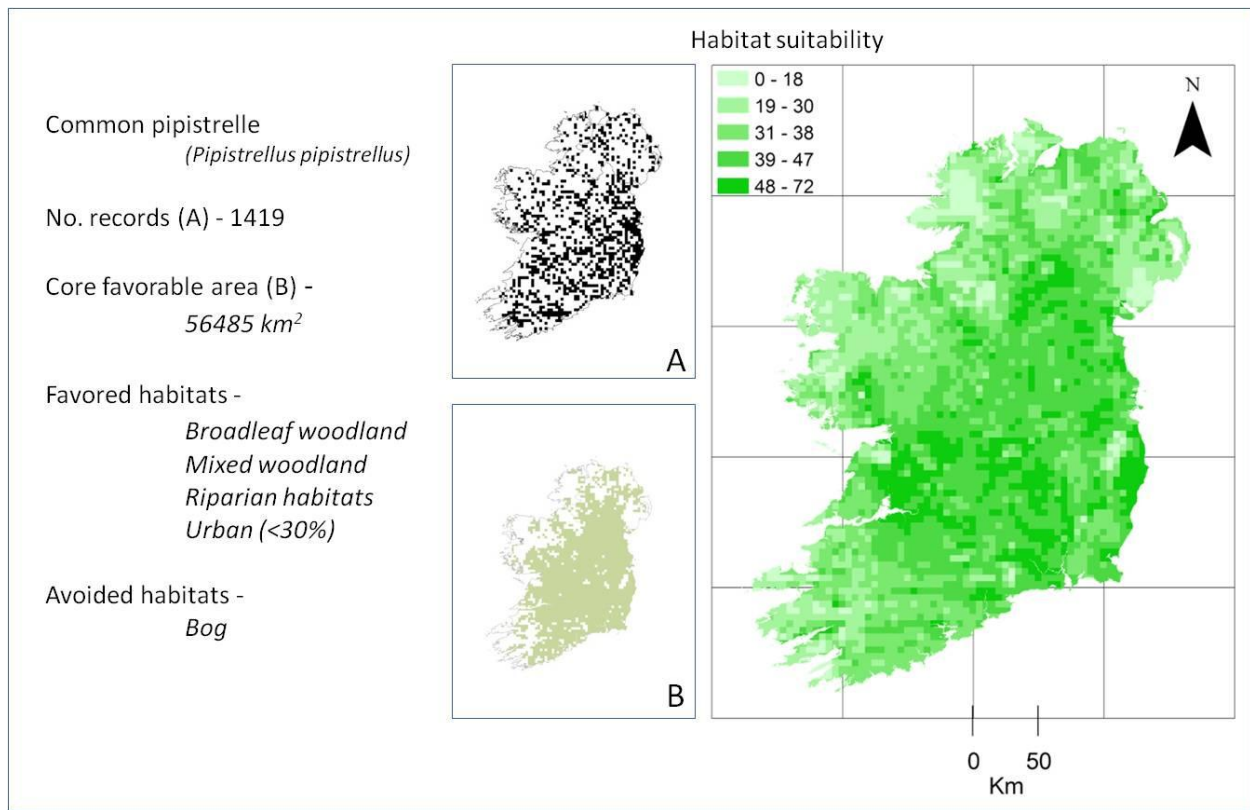 Habitat suitability
Common pipistrelle
(Pipistrellus pipistrellus)
No. records (A) - 1419
Core favorable area (B) -
56485 km²
Favored habitats -
Broadleaf woodland
Mixed woodland
Riparian habitats
Urban (<30%)
Avoided habitats -
Bog
A
B
0 - 18
19 - 30
31 - 38
39 - 47
48 - 72
N
0 50
Km